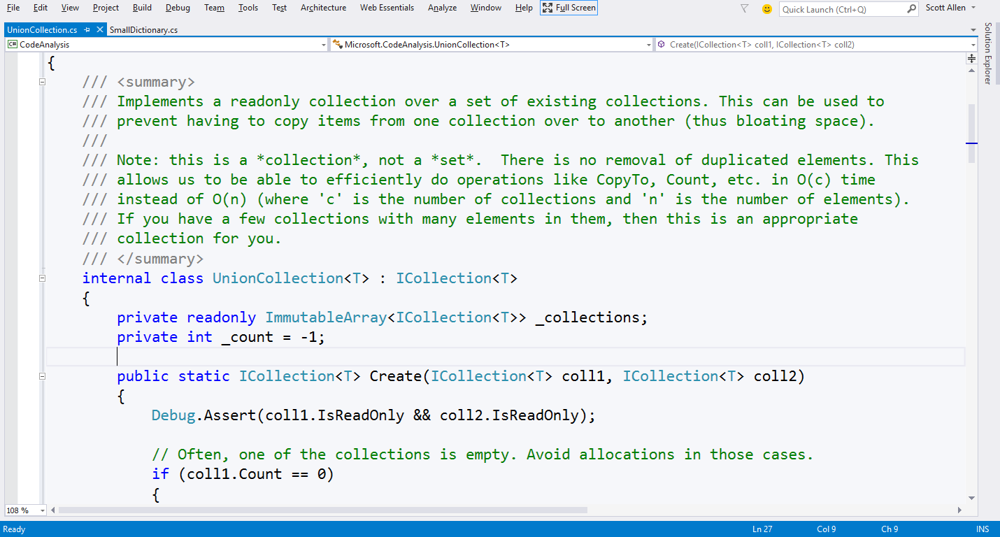 File Edit View Project Build Debug Team Tools Test Architecture Web Essentials Analyze Window Help Full Screen Quick Launch (Ctrl+Q) Scott Allen
UnionCollection.cs SmallDictionary.cs
Solution Explorer
C# CodeAnalysis Microsoft.CodeAnalysis.UnionCollection<T> Create(ICollection<T> coll1, ICollection<T> coll2)
{
/// <summary>
/// Implements a readonly collection over a set of existing collections. This can be used to
/// prevent having to copy items from one collection over to another (thus bloating space).
///
/// Note: this is a *collection*, not a *set*.  There is no removal of duplicated elements. This
/// allows us to be able to efficiently do operations like CopyTo, Count, etc. in O(c) time
/// instead of O(n) (where 'c' is the number of collections and 'n' is the number of elements).
/// If you have a few collections with many elements in them, then this is an appropriate
/// collection for you.
/// </summary>
internal class UnionCollection<T> : ICollection<T>
{
private readonly ImmutableArray<ICollection<T>> _collections;
private int _count = -1;
public static ICollection<T> Create(ICollection<T> coll1, ICollection<T> coll2)
{
Debug.Assert(coll1.IsReadOnly && coll2.IsReadOnly);
// Often, one of the collections is empty. Avoid allocations in those cases.
if (coll1.Count == 0)
{
108 %
Ready Ln 27 Col 9 Ch 9 INS